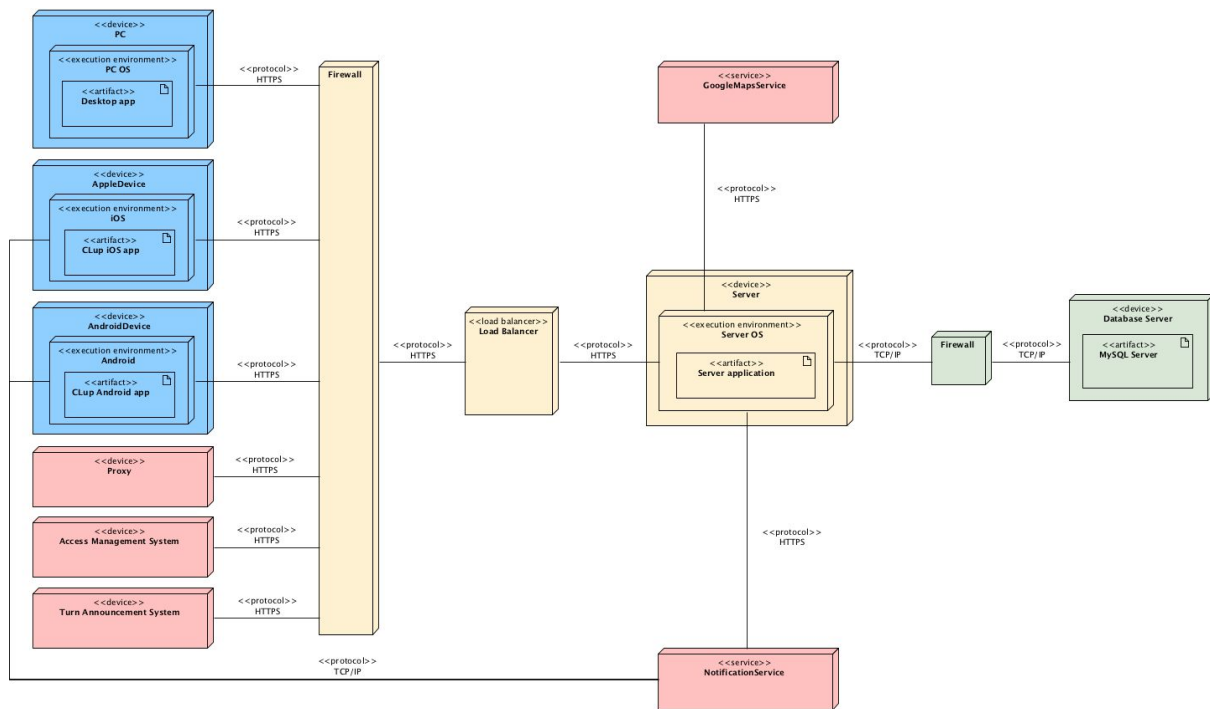 <<device>>
PC
<<execution environment>>
PC OS
<<artifact>>
Desktop app
<<protocol>>
HTTPS
<<device>>
AppleDevice
<<execution environment>>
iOS
<<artifact>>
CLup iOS app
<<protocol>>
HTTPS
<<device>>
AndroidDevice
<<execution environment>>
Android
<<artifact>>
CLup Android app
<<protocol>>
HTTPS
<<device>>
Proxy
<<protocol>>
HTTPS
<<device>>
Access Management System
<<protocol>>
HTTPS
<<device>>
Turn Announcement System
<<protocol>>
HTTPS
Firewall
<<protocol>>
HTTPS
<<load balancer>>
Load Balancer
<<protocol>>
HTTPS
<<service>>
GoogleMapsService
<<protocol>>
HTTPS
<<device>>
Server
<<execution environment>>
Server OS
<<artifact>>
Server application
<<protocol>>
TCP/IP
Firewall
<<protocol>>
TCP/IP
<<device>>
Database Server
<<artifact>>
MySQL Server
<<protocol>>
HTTPS
<<service>>
NotificationService
<<protocol>>
TCP/IP